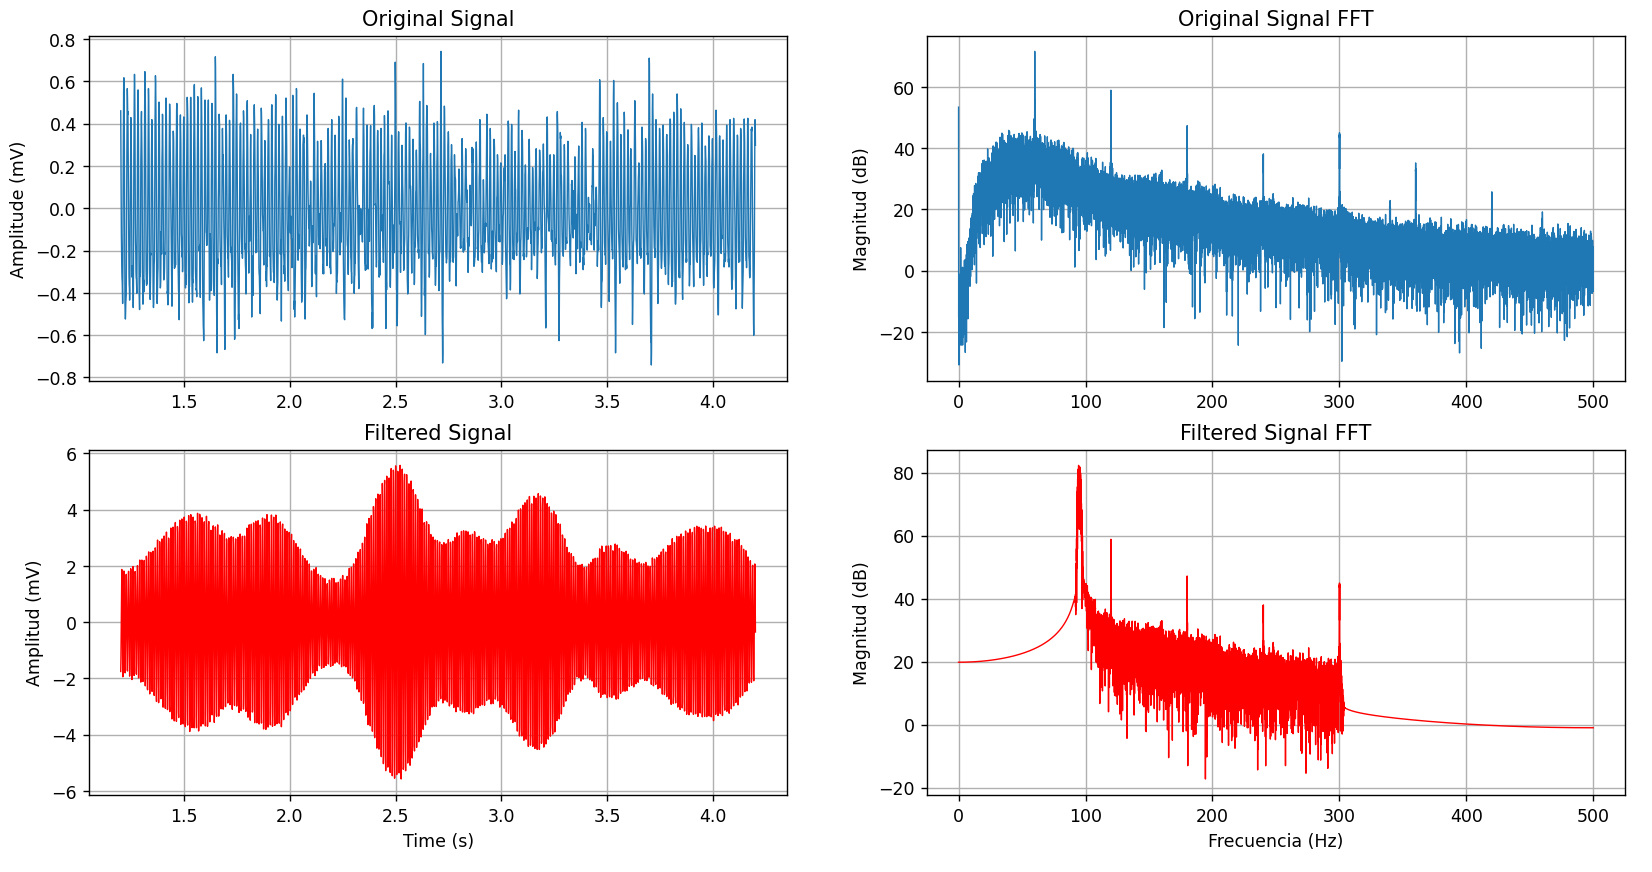 Original Signal
Amplitude (mV)
0.8
0.6
0.4
0.2
0.0
−0.2
−0.4
−0.6
−0.8
1.5 2.0 2.5 3.0 3.5 4.0
Original Signal FFT
Magnitud (dB)
60
40
20
0
−20
0 100 200 300 400 500
Filtered Signal
Amplitud (mV)
6
4
2
0
−2
−4
−6
1.5 2.0 2.5 3.0 3.5 4.0
Time (s)
Filtered Signal FFT
Magnitud (dB)
80
60
40
20
0
−20
0 100 200 300 400 500
Frecuencia (Hz)